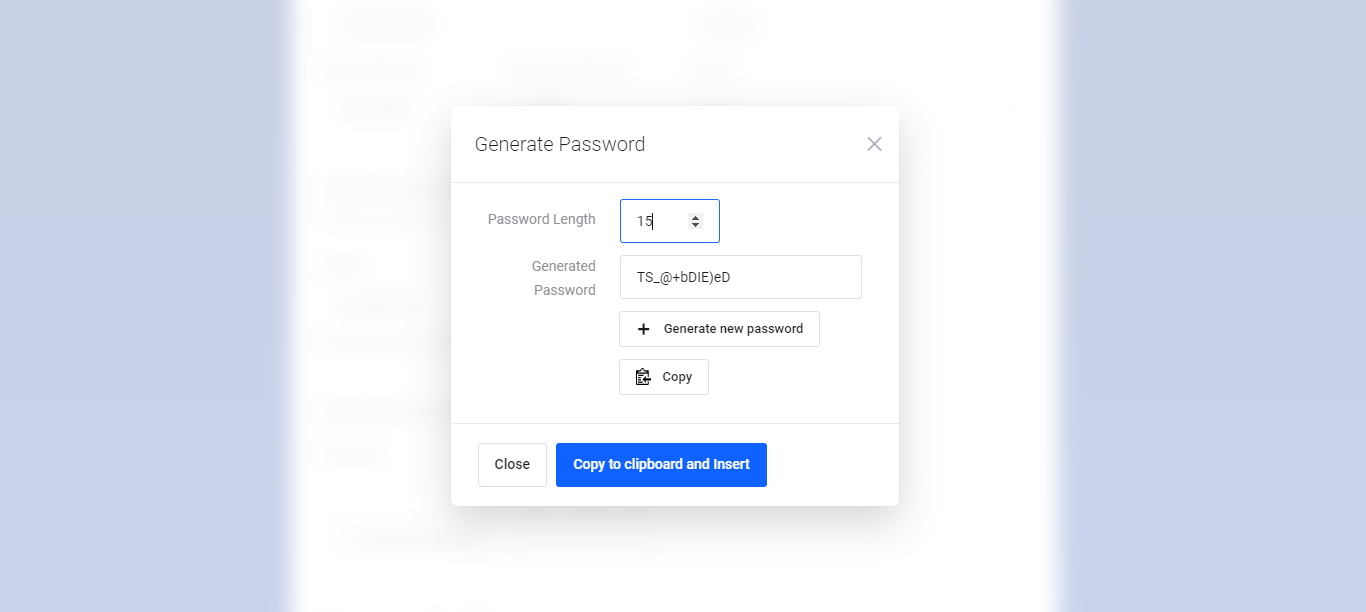 Generate Password
Password Length
15
Generated
Password
TS_@+bDIE)eD
Generate new password
Copy
Close
Copy to clipboard and Insert